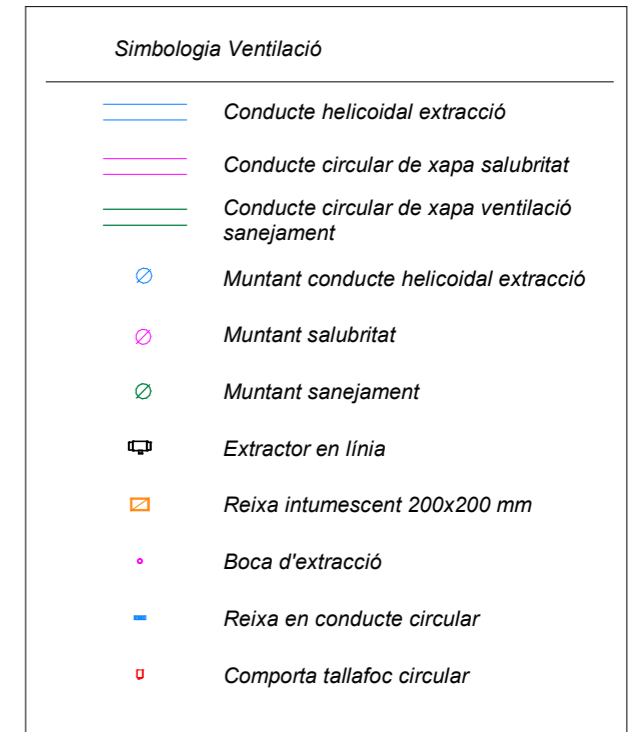 Simbologia Ventilació
Conducte helicoidal extracció
Conducte circular de xapa salubritat
Conducte circular de xapa ventilació
sanejament
Muntant conducte helicoidal extracció
Muntant salubritat
Muntant sanejament
Extractor en línia
Reixa intumescent 200x200 mm
Boca d'extracció
Reixa en conducte circular
Comporta tallafoc circular